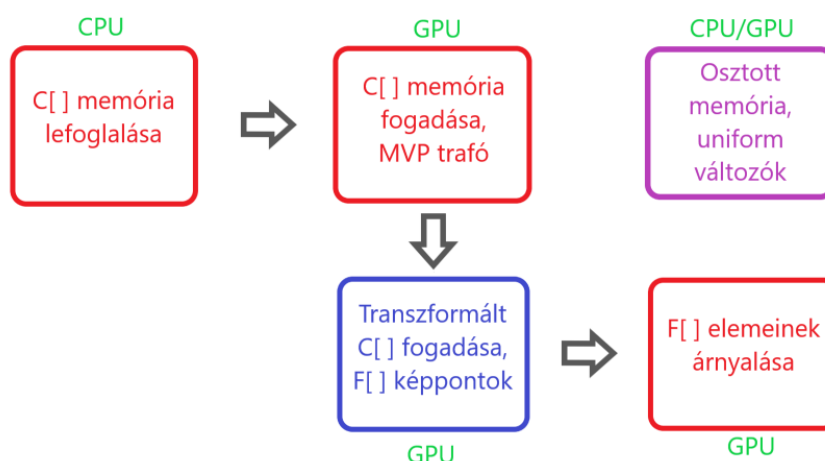 CPU
C[ ] memória
lefoglalása
GPU
C[ ] memória
fogadása,
MVP trafó
CPU/GPU
Osztott
memória,
uniform
változók
Transzformált
C[ ] fogadása,
F[ ] képpontok
GPU
F[ ] elemeinek
árnyalása
GPU